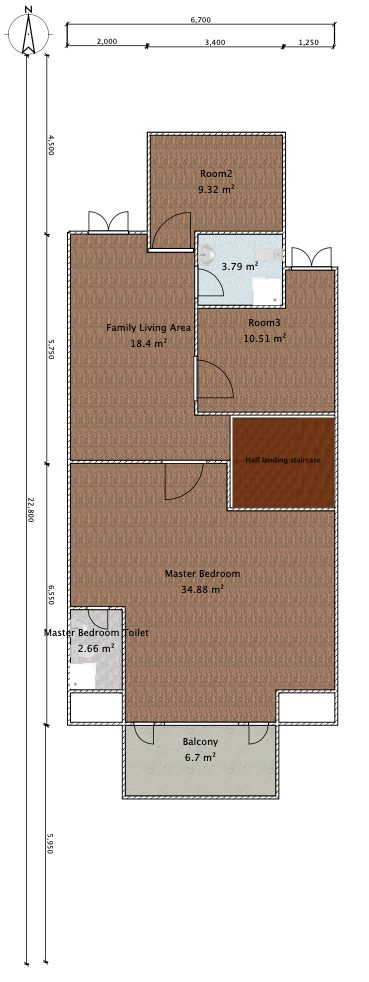 N
6,700
2,000
3,400
1,250
4,500
Room2
9.32 m²
3.79 m²
Family Living Area
18.4 m²
Room3
10.51 m²
5,750
Half landing staircase
22,800
Master Bedroom
34.88 m²
6,550
Master Bedroom Toilet
2.66 m²
Balcony
6.7 m²
5,950